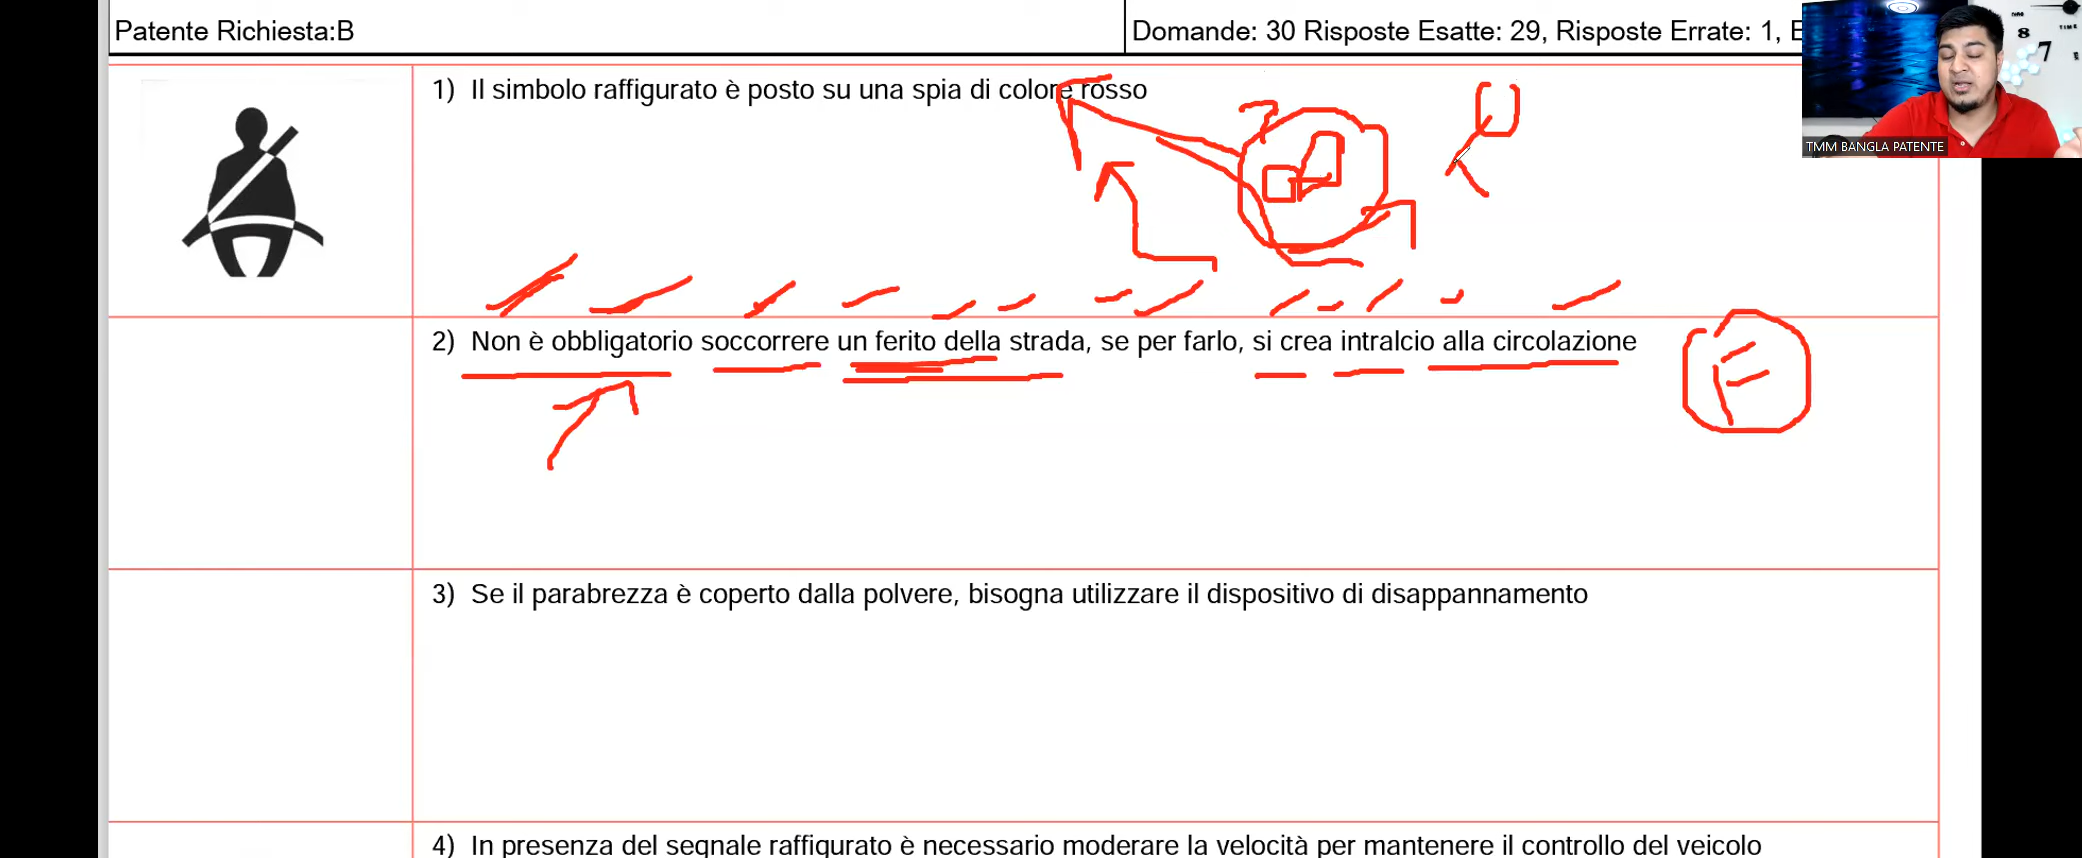 Patente Richiesta:B
Domande: 30 Risposte Esatte: 29, Risposte Errate: 1, E
8
7
TIME
TMM BANGLA PATENTE
1) Il simbolo raffigurato è posto su una spia di colore rosso
2) Non è obbligatorio soccorrere un ferito della strada, se per farlo, si crea intralcio alla circolazione
F
3) Se il parabrezza è coperto dalla polvere, bisogna utilizzare il dispositivo di disappannamento
4) In presenza del segnale raffigurato è necessario moderare la velocità per mantenere il controllo del veicolo